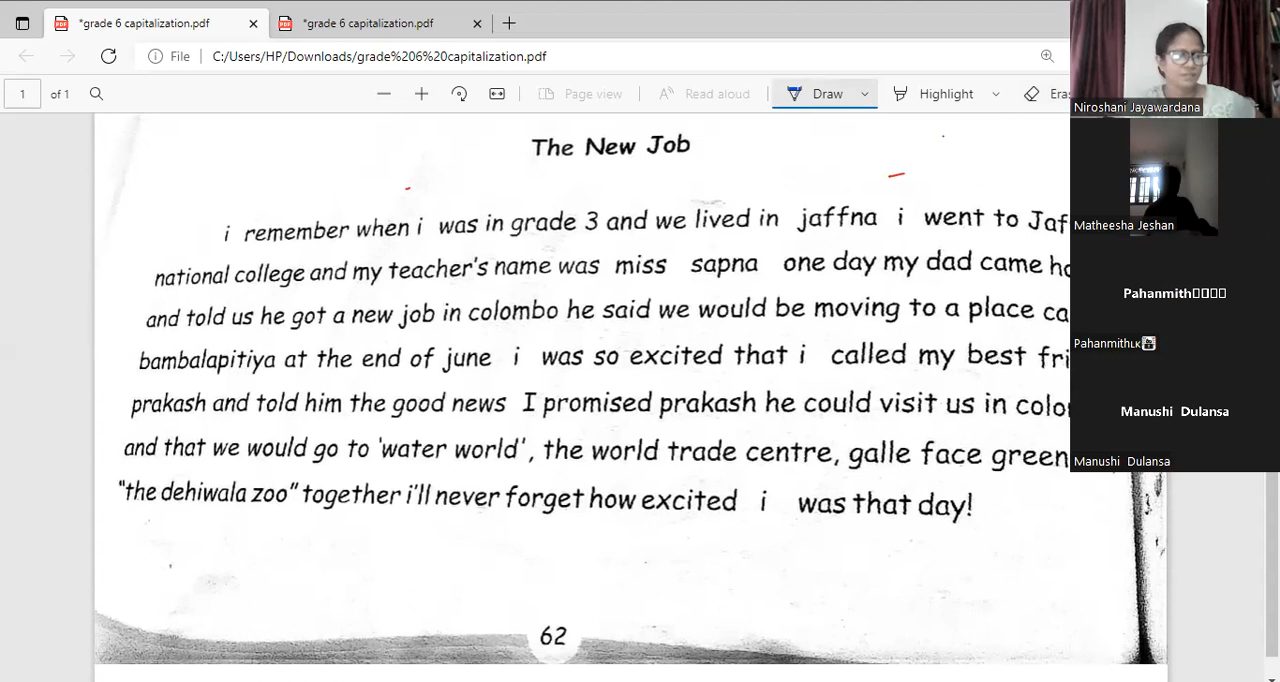 *grade 6 capitalization.pdf
*grade 6 capitalization.pdf
File C:/Users/HP/Downloads/grade%206%20capitalization.pdf
1 of 1 Page view Read aloud Draw Highlight
The New Job
i remember when i was in grade 3 and we lived in jaffna i went to
national college and my teacher's name was miss sapna one day my dad came
and told us he got a new job in colombo he said we would be moving to a place
bambalapitiya at the end of june i was so excited that i called my best
prakash and told him the good news I promised prakash he could visit us in
and that we would go to 'water world', the world trade centre, galle face green
"the dehiwala zoo" together i'll never forget how excited i was that day!
62
Niroshani Jayawardana
Matheesha Jeshan
Pahanmith
Pahanmith
Manushi Dulansa
Manushi Dulansa